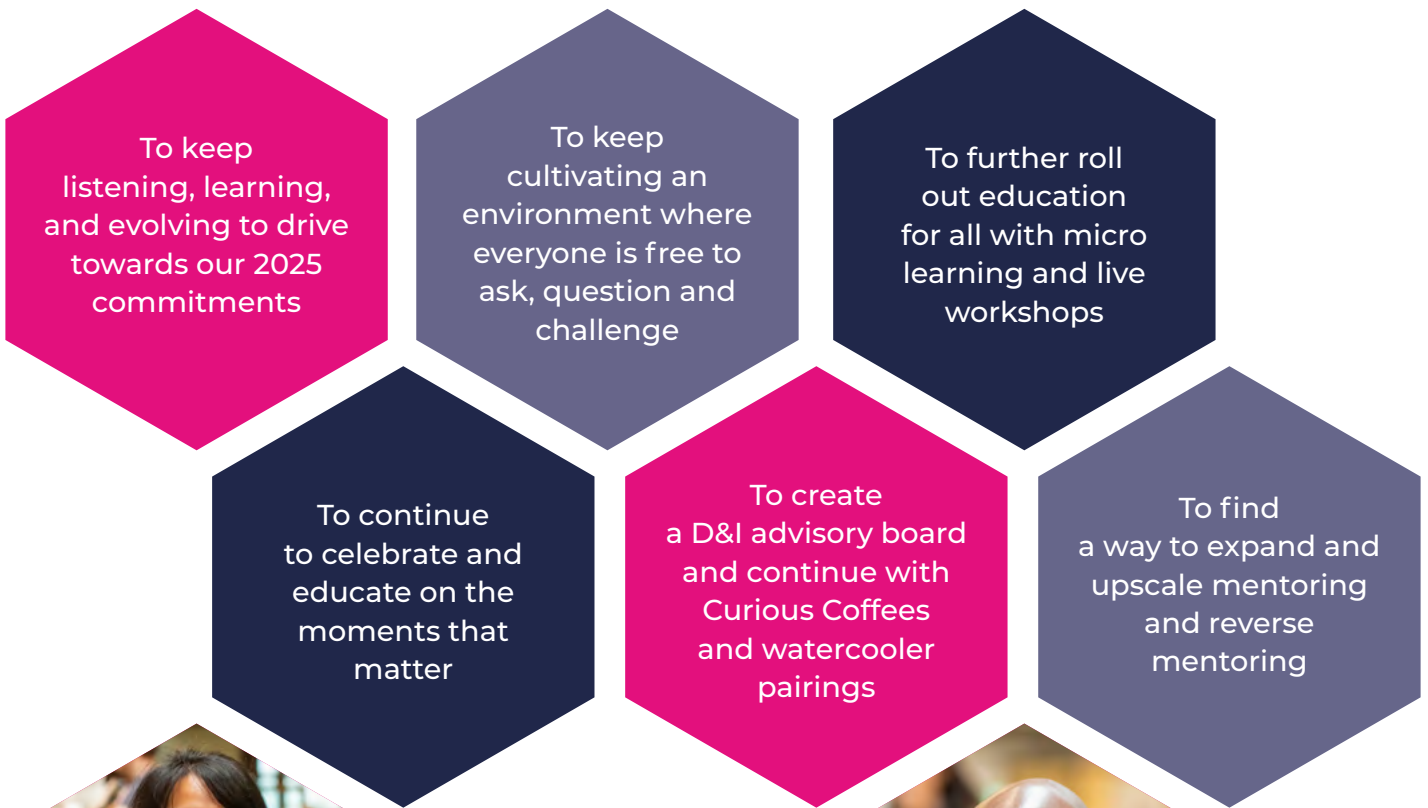 To keep
listening, learning,
and evolving to drive
towards our 2025
commitments
To keep
cultivating an
environment where
everyone is free to
ask, question and
challenge
To further roll
out education
for all with micro
learning and live
workshops
To continue
to celebrate and
educate on the
moments that
matter
To create
a D&I advisory board
and continue with
Curious Coffees
and watercooler
pairings
To find
a way to expand and
upscale mentoring
and reverse
mentoring